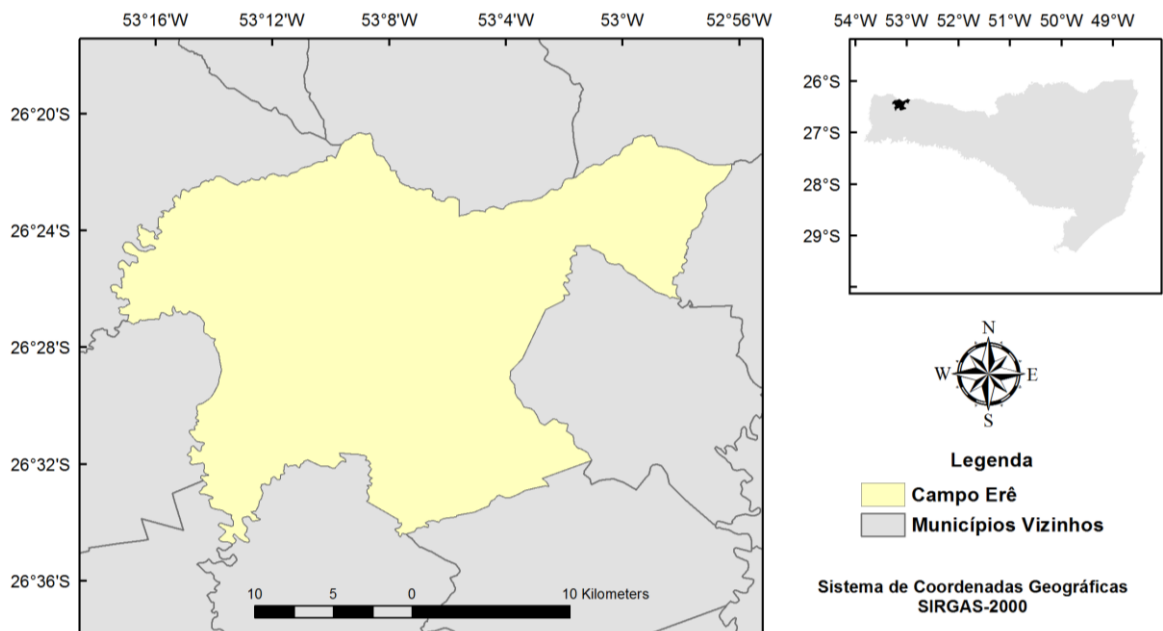 53°16'W 53°12'W 53°8'W 53°4'W 53°0'W 52°56'W
26°20'S
26°24'S
26°28'S
26°32'S
26°36'S
10 5 0 10 Kilometers
54°W 53°W 52°W 51°W 50°W 49°W
26°S
27°S
28°S
29°S
N
W E
S
Legenda
Campo Erê
Municípios Vizinhos
Sistema de Coordenadas Geográficas
SIRGAS-2000